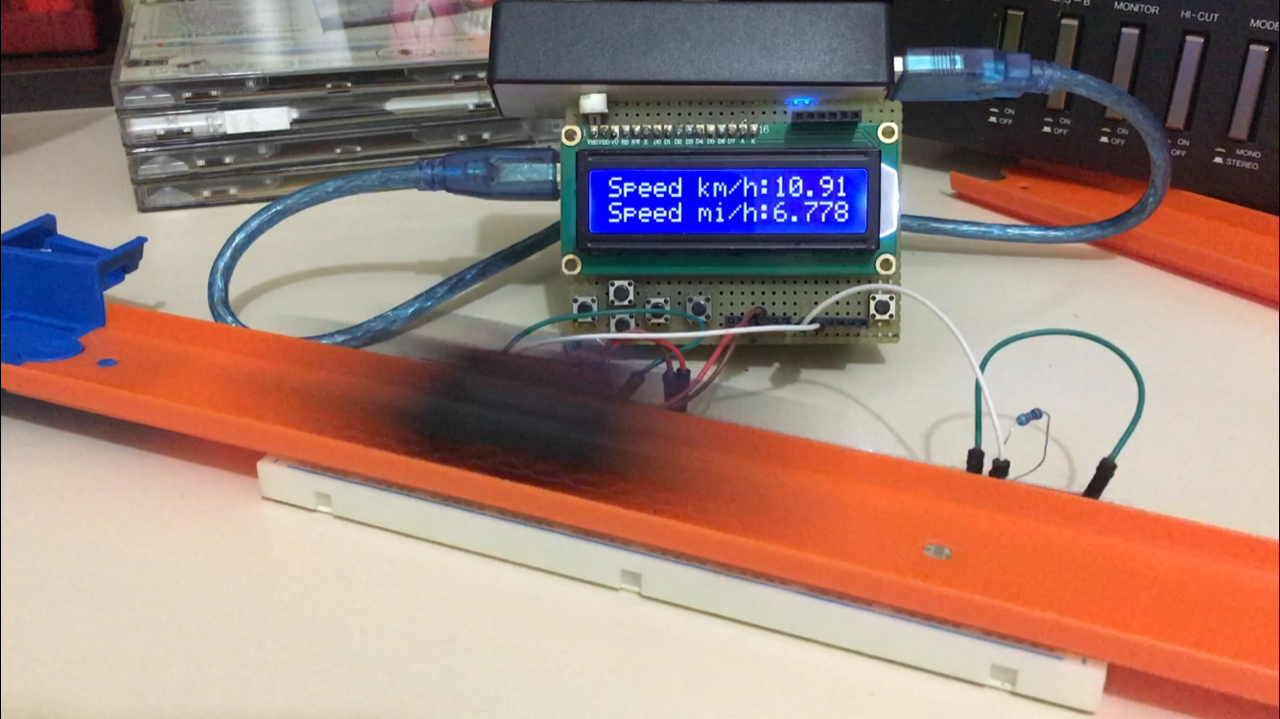 MONITOR
HI-CUT
ON
OFF
ON
OFF
ON
OFF
ON
OFF
MONO
STEREO
16
Speed km/h:10.91
Speed mi/h:6.778